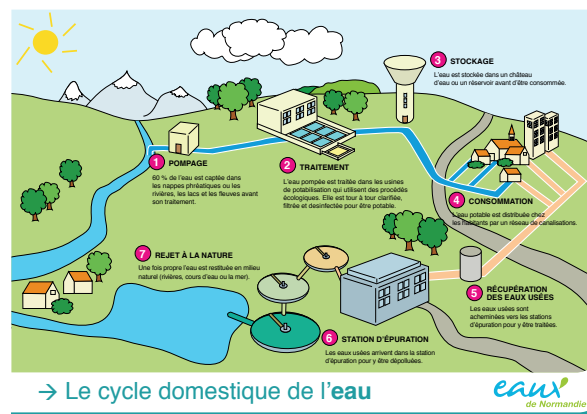 3 STOCKAGE
L'eau est stockée dans un château
d'eau ou un réservoir avant d'être consommée.
1 POMPAGE
60 % de l'eau est captée dans
les nappes phréatiques ou les
rivières, les lacs et les fleuves avant
son traitement.
2 TRAITEMENT
L'eau pompée est traitée dans les usines
de potabilisation qui utilisent des procédés
écologiques. Elle est tour à tour clarifiée,
filtrée et desinfectée pour être potable.
4 CONSOMMATION
L'eau potable est distribuée chez
les habitants par un réseau de canalisations.
7 REJET À LA NATURE
Une fois propre l'eau est restituée en milieu
naturel (rivières, cours d'eau ou la mer).
5 RÉCUPÉRATION
DES EAUX USÉES
Les eaux usées sont
acheminées vers les stations
d'épuration pour y être traitées.
6 STATION D'ÉPURATION
Les eaux usées arrivent dans la station
d'épuration pour y être dépolluées.
→ Le cycle domestique de l'eau
eaux
de Normandie